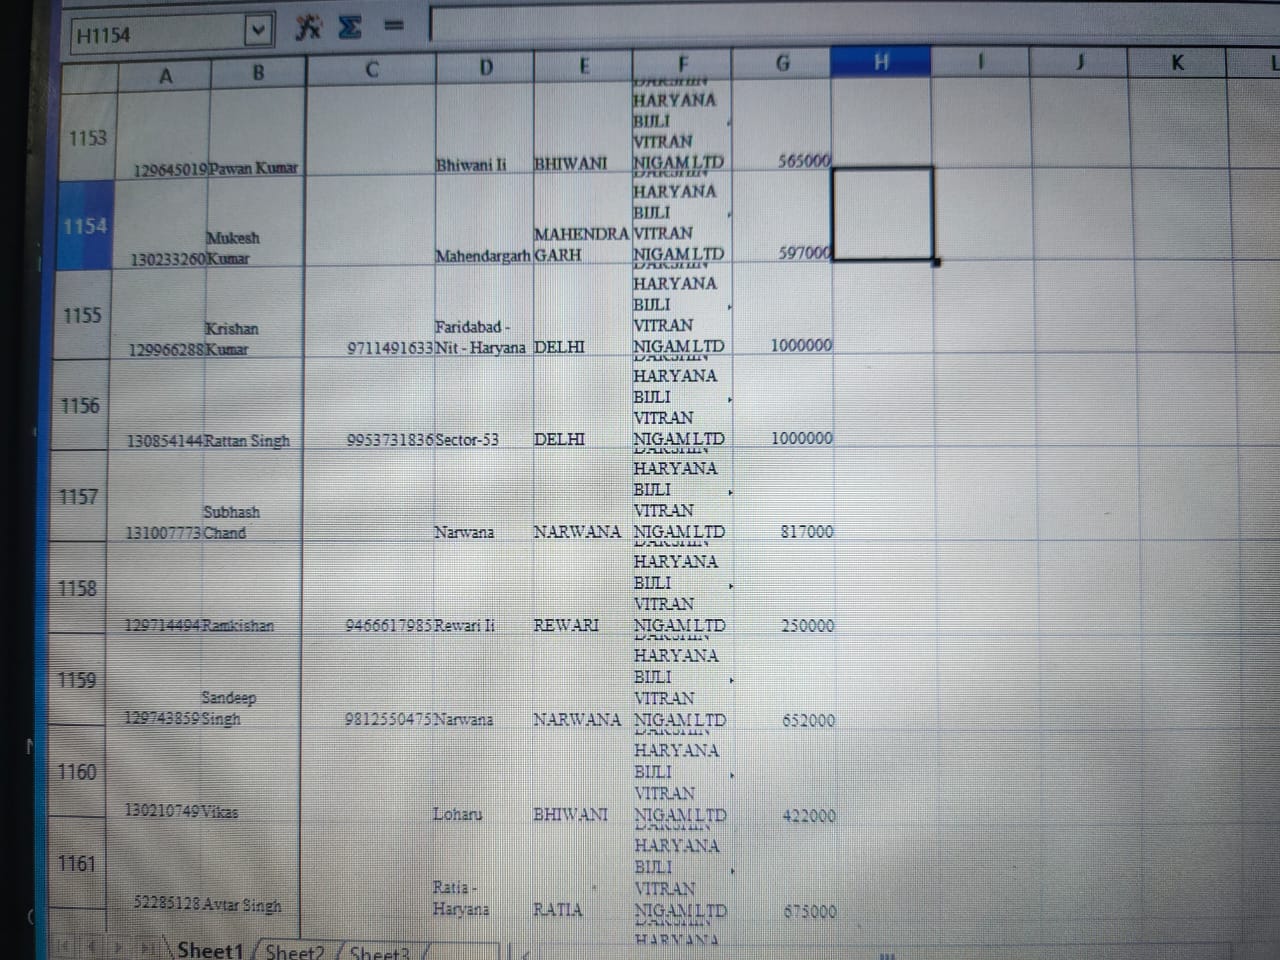 H1154
A B C D E F G H I J K L
1153
129645019 Pawan Kumar Bhiwani Ii BHIWANI
HARYANA
BIJLI
VITRAN
NIGAM LTD
565000
1154
130233260 Mukesh
Kumar
Mahendargarh
MAHENDRA
GARH
DAKSHIN
HARYANA
BIJLI
VITRAN
NIGAM LTD
597000
1155
129966288 Krishan
Kumar
9711491633
Faridabad -
Nit - Haryana
DELHI
DAKSHIN
HARYANA
BIJLI
VITRAN
NIGAM LTD
1000000
1156
130854144 Rattan Singh 9953731836 Sector-53 DELHI
DAKSHIN
HARYANA
BIJLI
VITRAN
NIGAM LTD
1000000
1157
131007773 Subhash
Chand
Narwana NARWANA
DAKSHIN
HARYANA
BIJLI
VITRAN
NIGAM LTD
817000
1158
129714494 Ramkishan 9466617985 Rewari Ii REWARI
DAKSHIN
HARYANA
BIJLI
VITRAN
NIGAM LTD
250000
1159
129743859 Sandeep
Singh
9812550475 Narwana NARWANA
DAKSHIN
HARYANA
BIJLI
VITRAN
NIGAM LTD
652000
1160
130210749 Vikas Loharu BHIWANI
DAKSHIN
HARYANA
BIJLI
VITRAN
NIGAM LTD
422000
1161
52285128 Avtar Singh
Ratia -
Haryana
RATIA
DAKSHIN
HARYANA
BIJLI
VITRAN
NIGAM LTD
675000
DAKSHIN
HARYANA
Sheet1 Sheet2 Sheet3